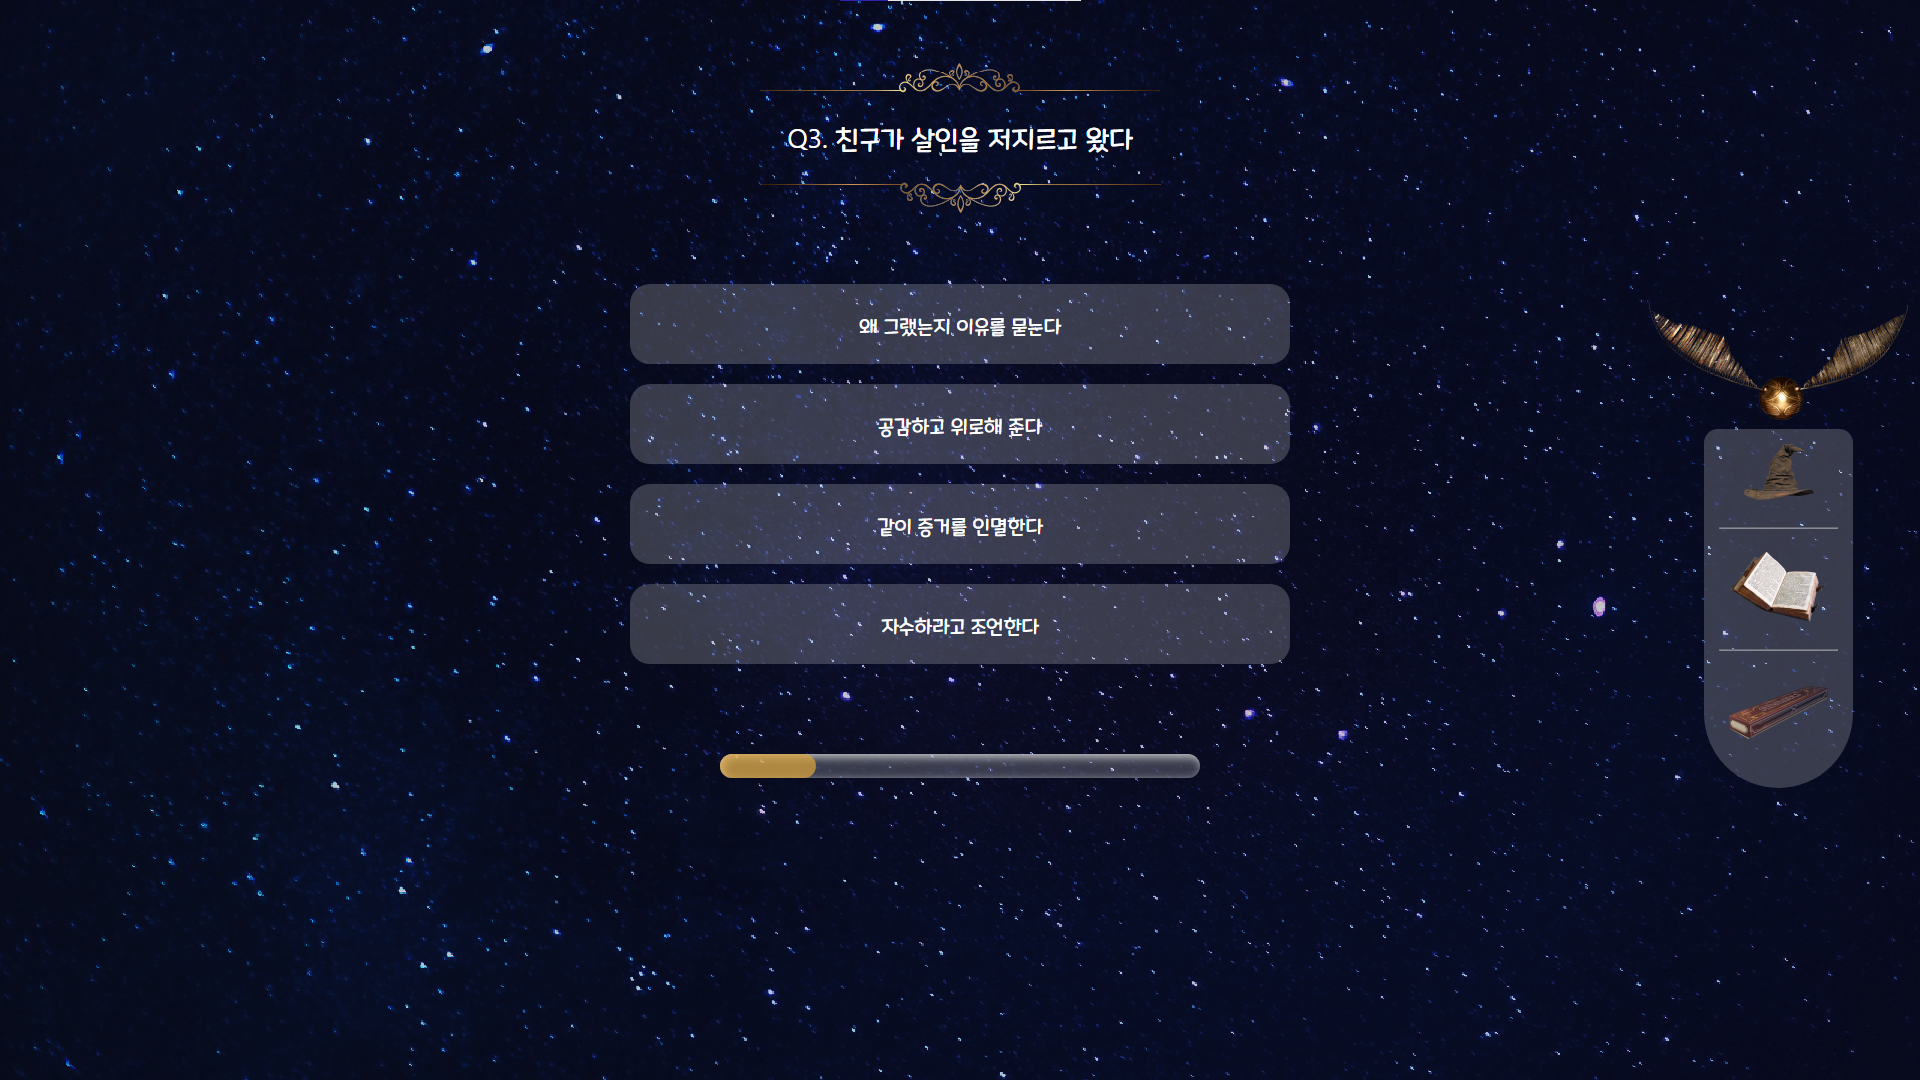 Q3. 친구가 살인을 저지르고 왔다
왜 그랬는지 이유를 묻는다
공감하고 위로해 준다
같이 증거를 인멸한다
자수하라고 조언한다